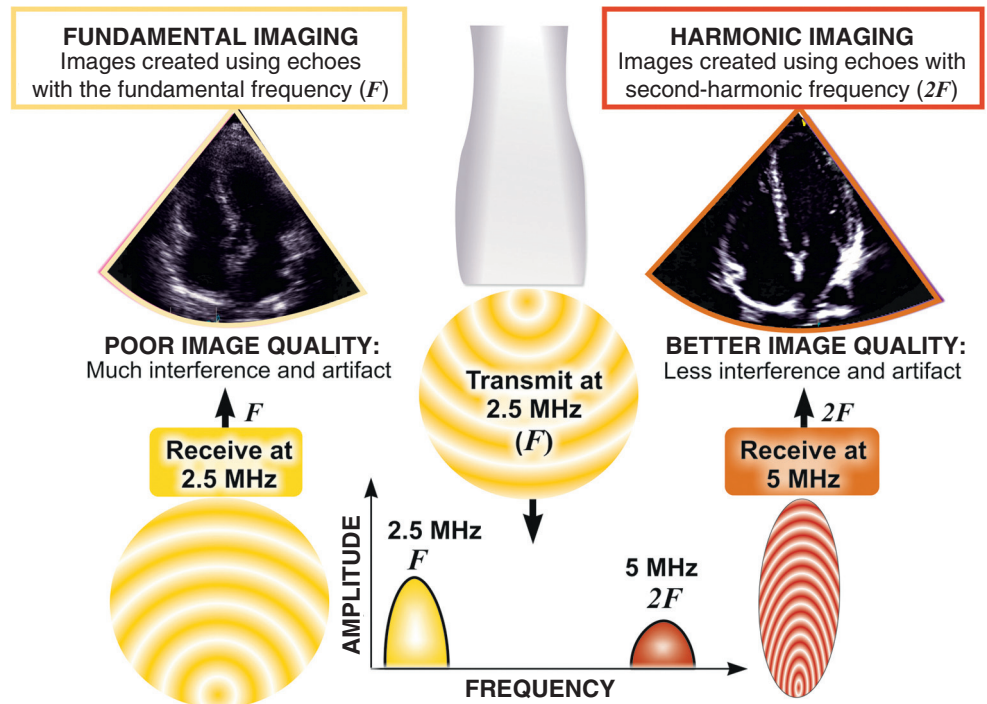 FUNDAMENTAL IMAGING
Images created using echoes
with the fundamental frequency (F)
HARMONIC IMAGING
Images created using echoes with
second-harmonic frequency (2F)
POOR IMAGE QUALITY:
Much interference and artifact
BETTER IMAGE QUALITY:
Less interference and artifact
Transmit at
2.5 MHz
(F)
F
Receive at
2.5 MHz
2F
Receive at
5 MHz
AMPLITUDE
2.5 MHz
F
5 MHz
2F
FREQUENCY